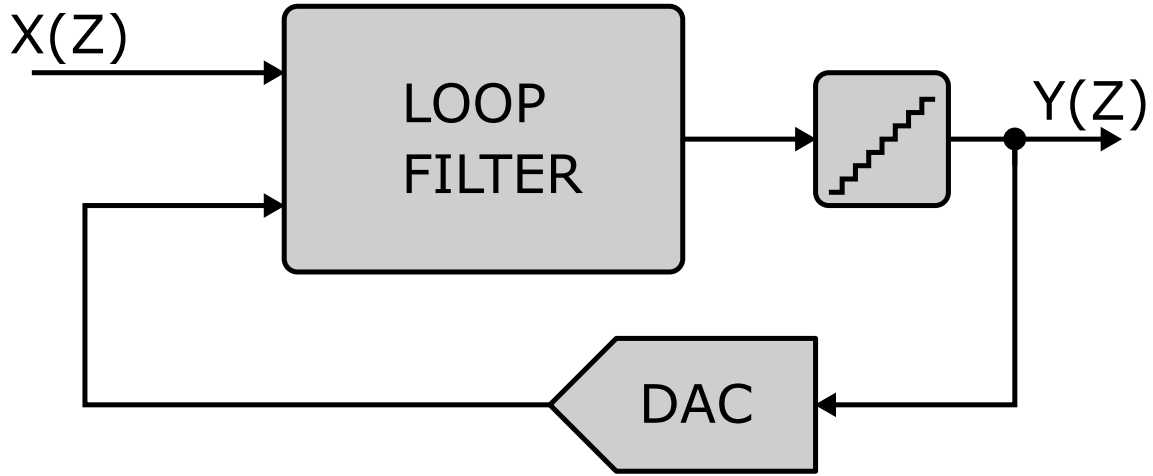 X(Z)
LOOP
FILTER
Y(Z)
DAC